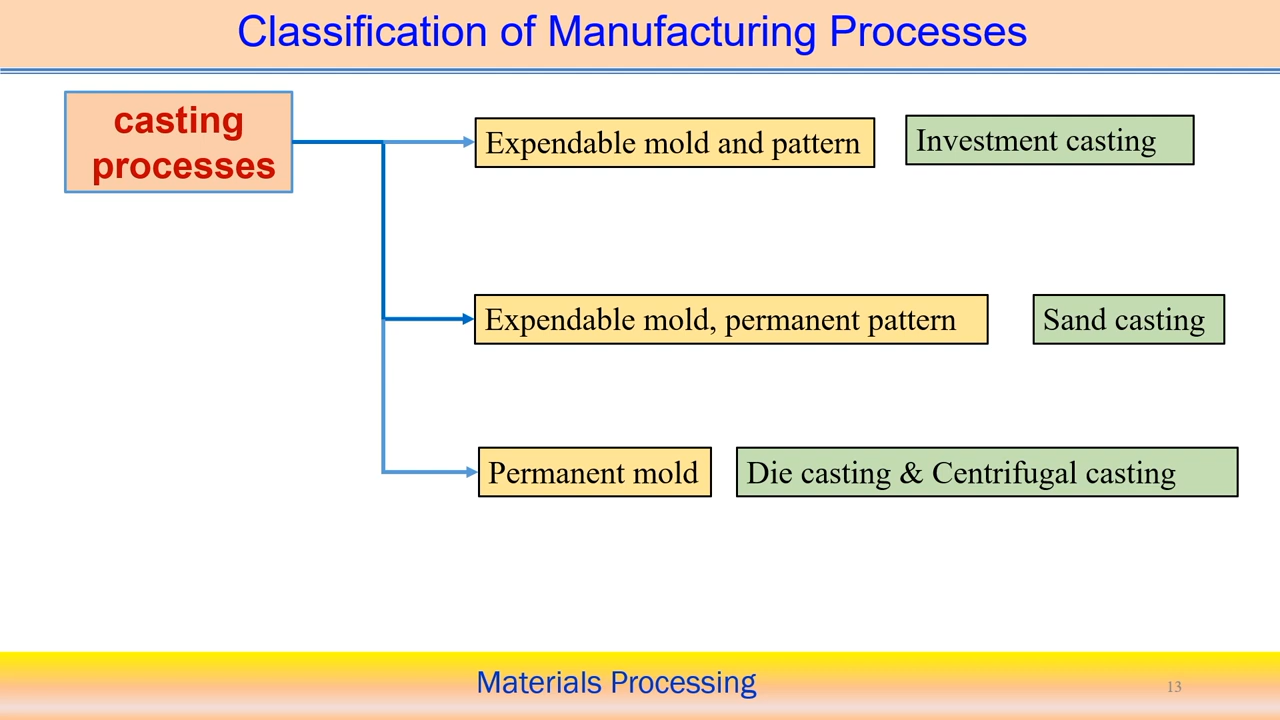 Classification of Manufacturing Processes
casting
processes
Expendable mold and pattern
Investment casting
Expendable mold, permanent pattern
Sand casting
Permanent mold
Die casting & Centrifugal casting
Materials Processing
13